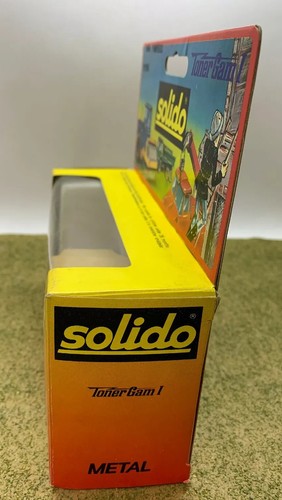 Toner Gam I
solido
solido®
Toner Gam I
METAL